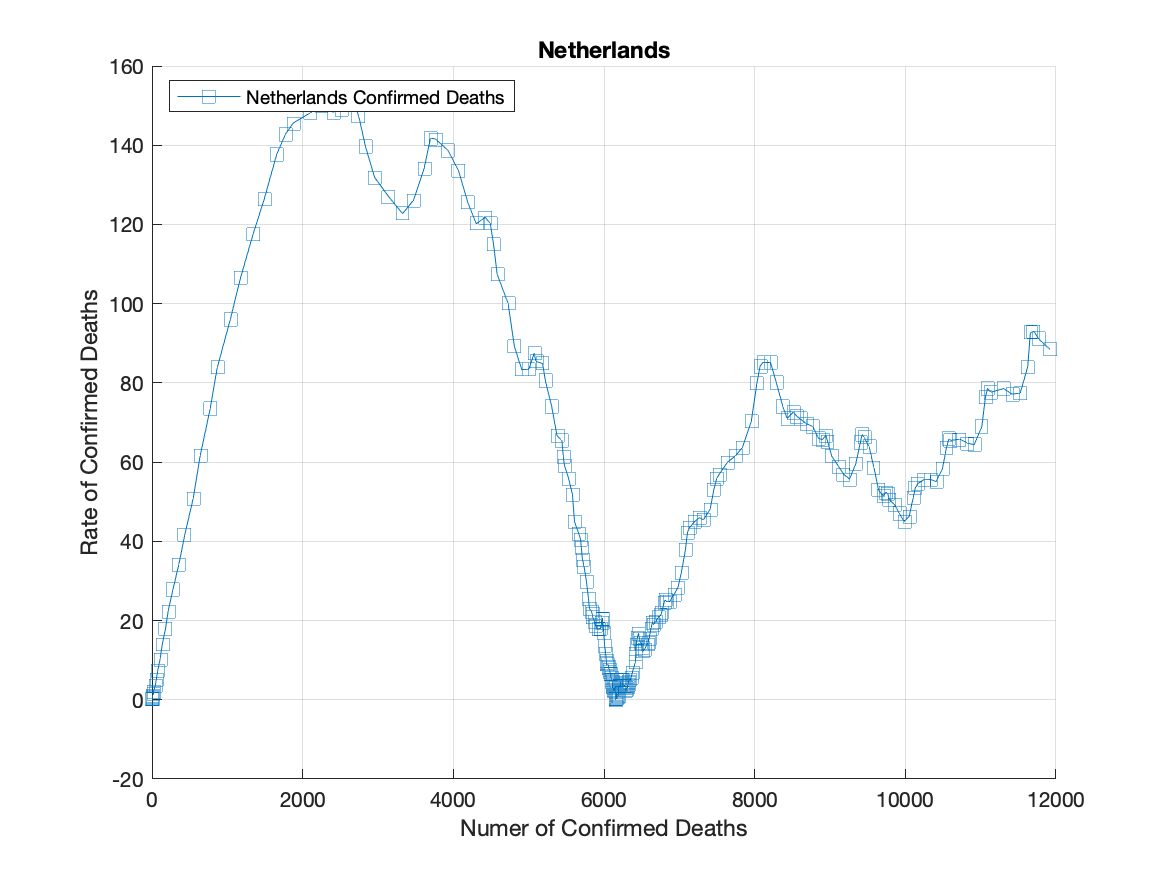 Netherlands
Netherlands Confirmed Deaths
160
140
120
100
80
60
40
20
0
-20
Rate of Confirmed Deaths
0 2000 4000 6000 8000 10000 12000
Numer of Confirmed Deaths